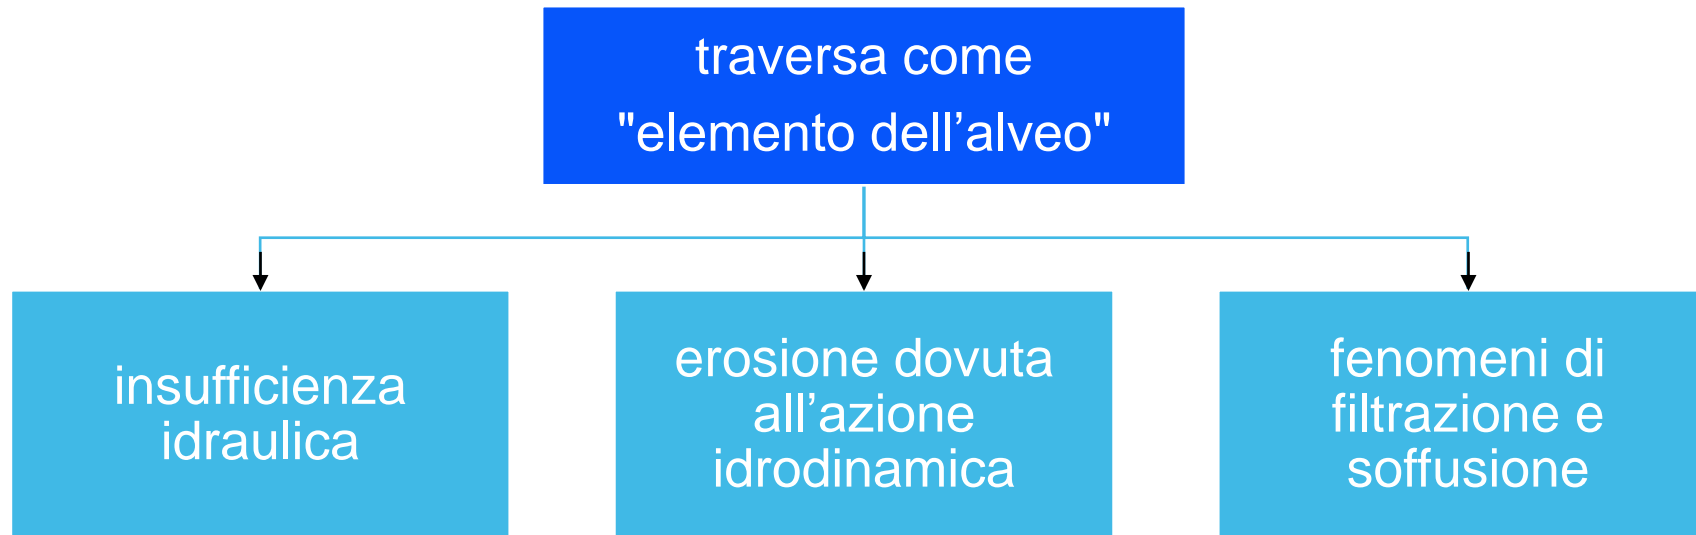 traversa come
"elemento dell’alveo"
insufficienza
idraulica
erosione dovuta
all’azione
idrodinamica
fenomeni di
filtrazione e
soffusione